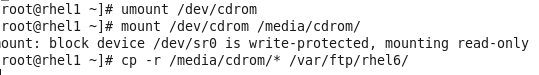 root@rhel1 ~]# umount /dev/cdrom
root@rhel1 ~]# mount /dev/cdrom /media/cdrom/
ount: block device /dev/sr0 is write-protected, mounting read-only
root@rhel1 ~]# cp -r /media/cdrom/* /var/ftp/rhel6/